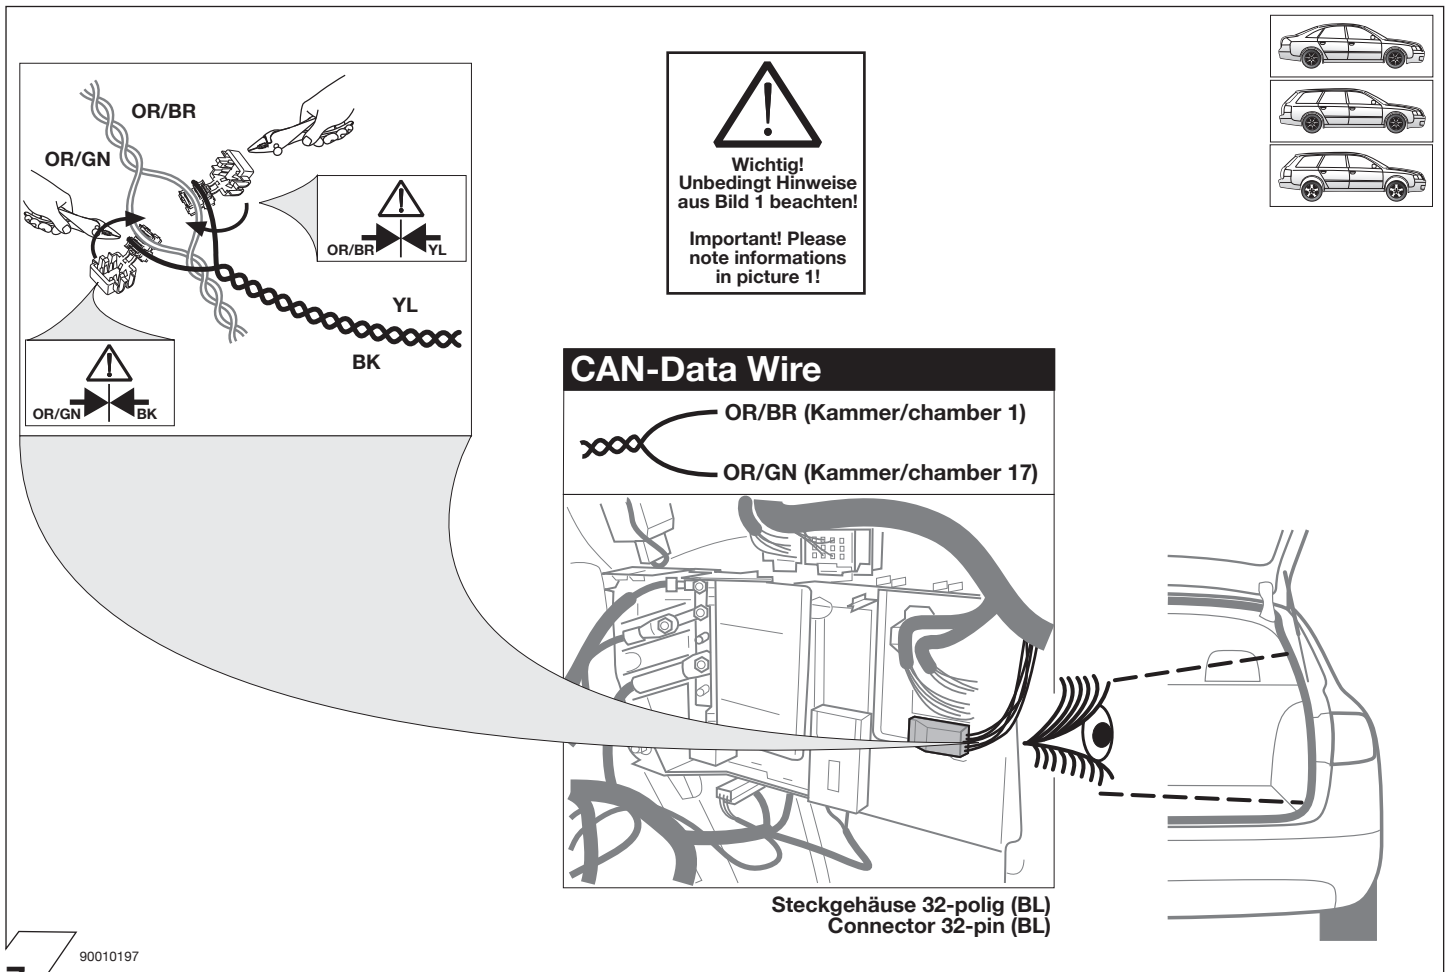 OR/BR
OR/GN
OR/BR YL
YL
BK
OR/GN BK
Wichtig!
Unbedingt Hinweise
aus Bild 1 beachten!
Important! Please
note informations
in picture 1!
CAN-Data Wire
OR/BR (Kammer/chamber 1)
OR/GN (Kammer/chamber 17)
Steckgehäuse 32-polig (BL)
Connector 32-pin (BL)
90010197